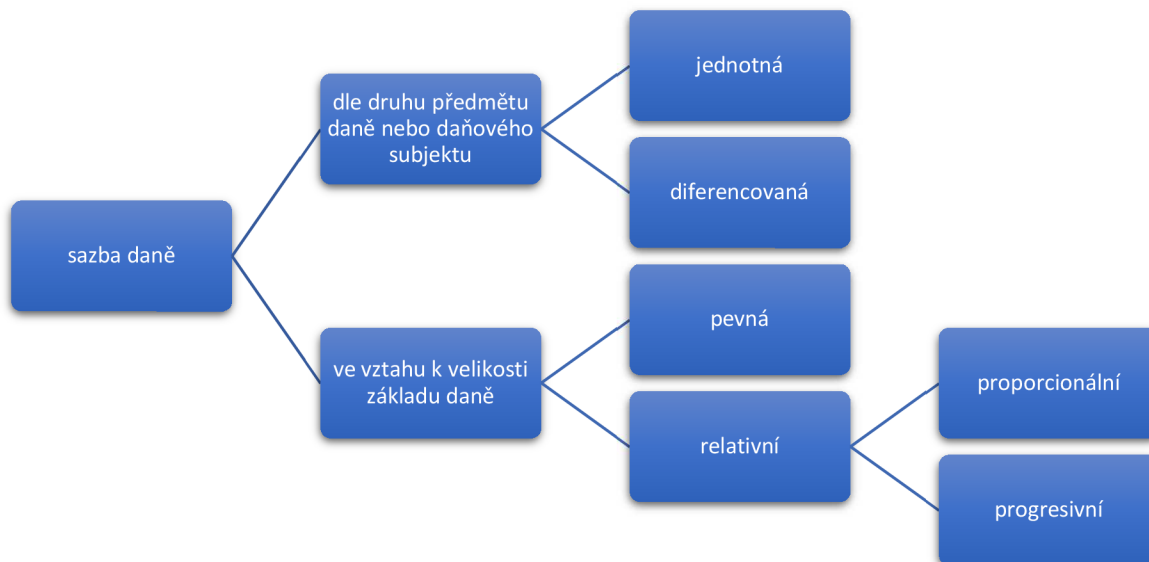 jednotná
dle druhu předmětu
daně nebo daňového
subjektu
diferencovaná
sazba daně
pevná
ve vztahu k velikosti
základu daně
proporcionální
relativní
progresivní